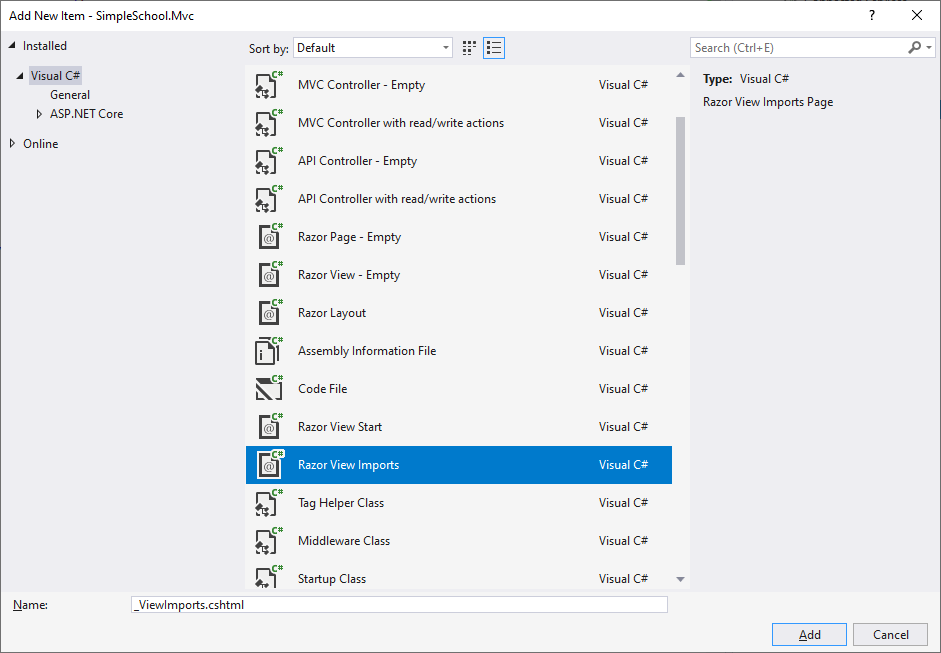 Add New Item - SimpleSchool.Mvc
?
Installed
Visual C#
General
ASP.NET Core
Online
Sort by: Default
Search (Ctrl+E)
C# MVC Controller - Empty Visual C#
C# MVC Controller with read/write actions Visual C#
C# API Controller - Empty Visual C#
C# API Controller with read/write actions Visual C#
C# @ Razor Page - Empty Visual C#
C# @ Razor View - Empty Visual C#
C# @ Razor Layout Visual C#
C# i Assembly Information File Visual C#
C# Code File Visual C#
C# @ Razor View Start Visual C#
C# @ Razor View Imports Visual C#
C# Tag Helper Class Visual C#
C# Middleware Class Visual C#
C# Startup Class Visual C#
Type: Visual C#
Razor View Imports Page
Name: _ViewImports.cshtml
Add Cancel